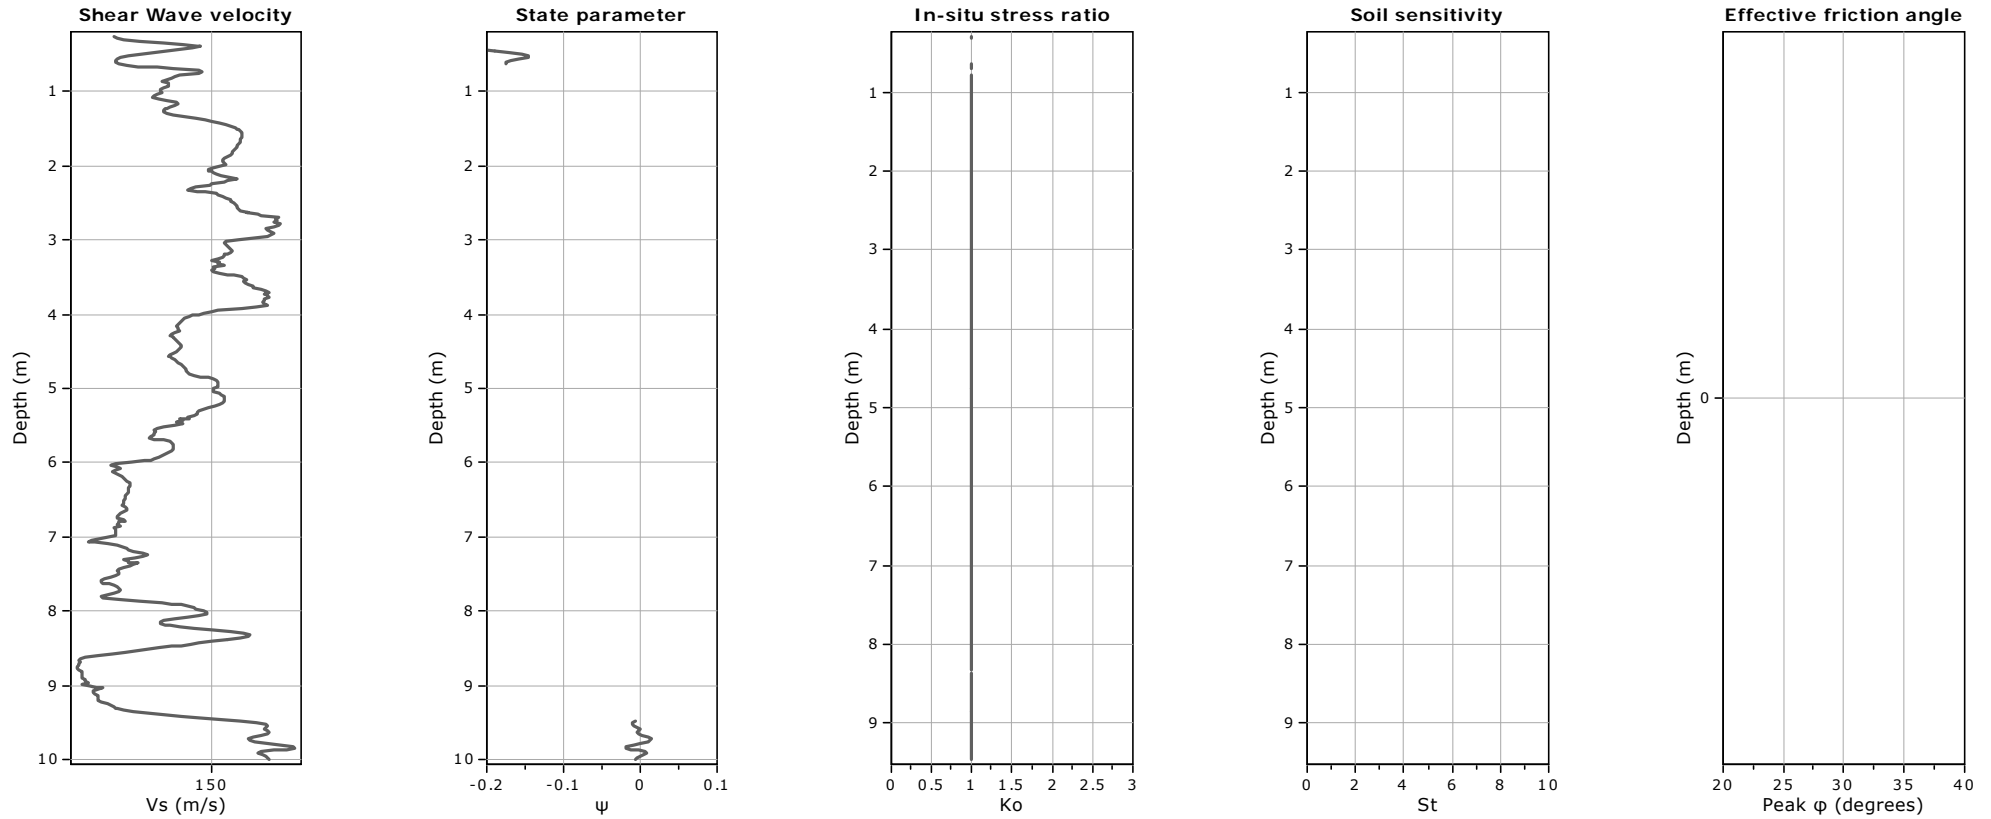 Shear Wave velocity
1
2
3
4
5
6
7
8
9
10
Depth (m)
150
Vs (m/s)
State parameter
1
2
3
4
5
6
7
8
9
10
Depth (m)
-0.2 -0.1 0 0.1
ψ
In-situ stress ratio
1
2
3
4
5
6
7
8
9
Depth (m)
0 0.5 1 1.5 2 2.5 3
Ko
Soil sensitivity
1
2
3
4
5
6
7
8
9
Depth (m)
0 2 4 6 8 10
St
Effective friction angle
0
Depth (m)
20 25 30 35 40
Peak φ (degrees)